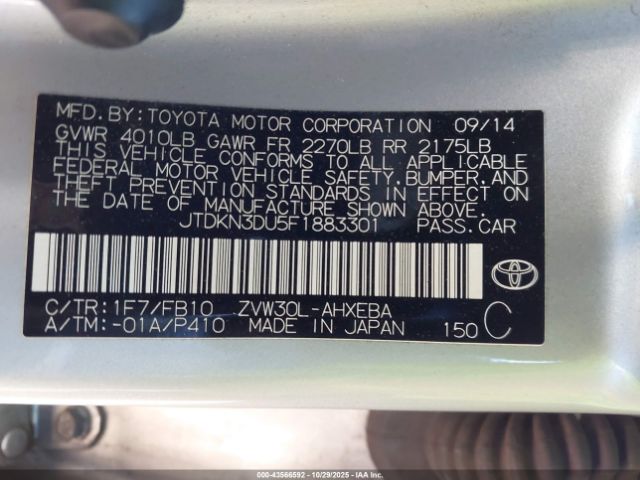 MFD. BY: TOYOTA MOTOR CORPORATION 09/14
GVWR 4010LB GAWR FR 2270LB RR 2175LB
THIS VEHICLE CONFORMS TO ALL APPLICABLE
FEDERAL MOTOR VEHICLE SAFETY, BUMPER, AND
THEFT PREVENTION STANDARDS IN EFFECT ON
THE DATE OF MANUFACTURE SHOWN ABOVE.
JTDKN3DU5F1883301 PASS.CAR
C/TR: 1F7/FB10 ZVW30L-AHXEBA
A/TM: -01A/P410 MADE IN JAPAN 150 C
TOYOTA
000-43566592 | 10/29/2025 | IAAI